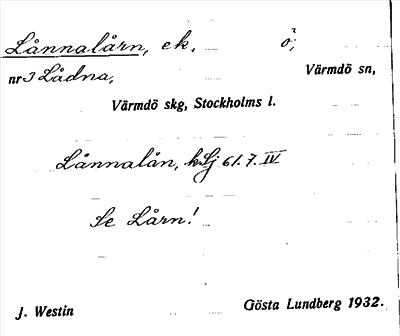 Lånnalårn, ek, ö,
nr 3 Lådna, Värmdö sn,
Värmdö skg, Stockholms l.
Lånnalån, 61.7.IV
Se Lårn!
J. Westin Gösta Lundberg 1932.